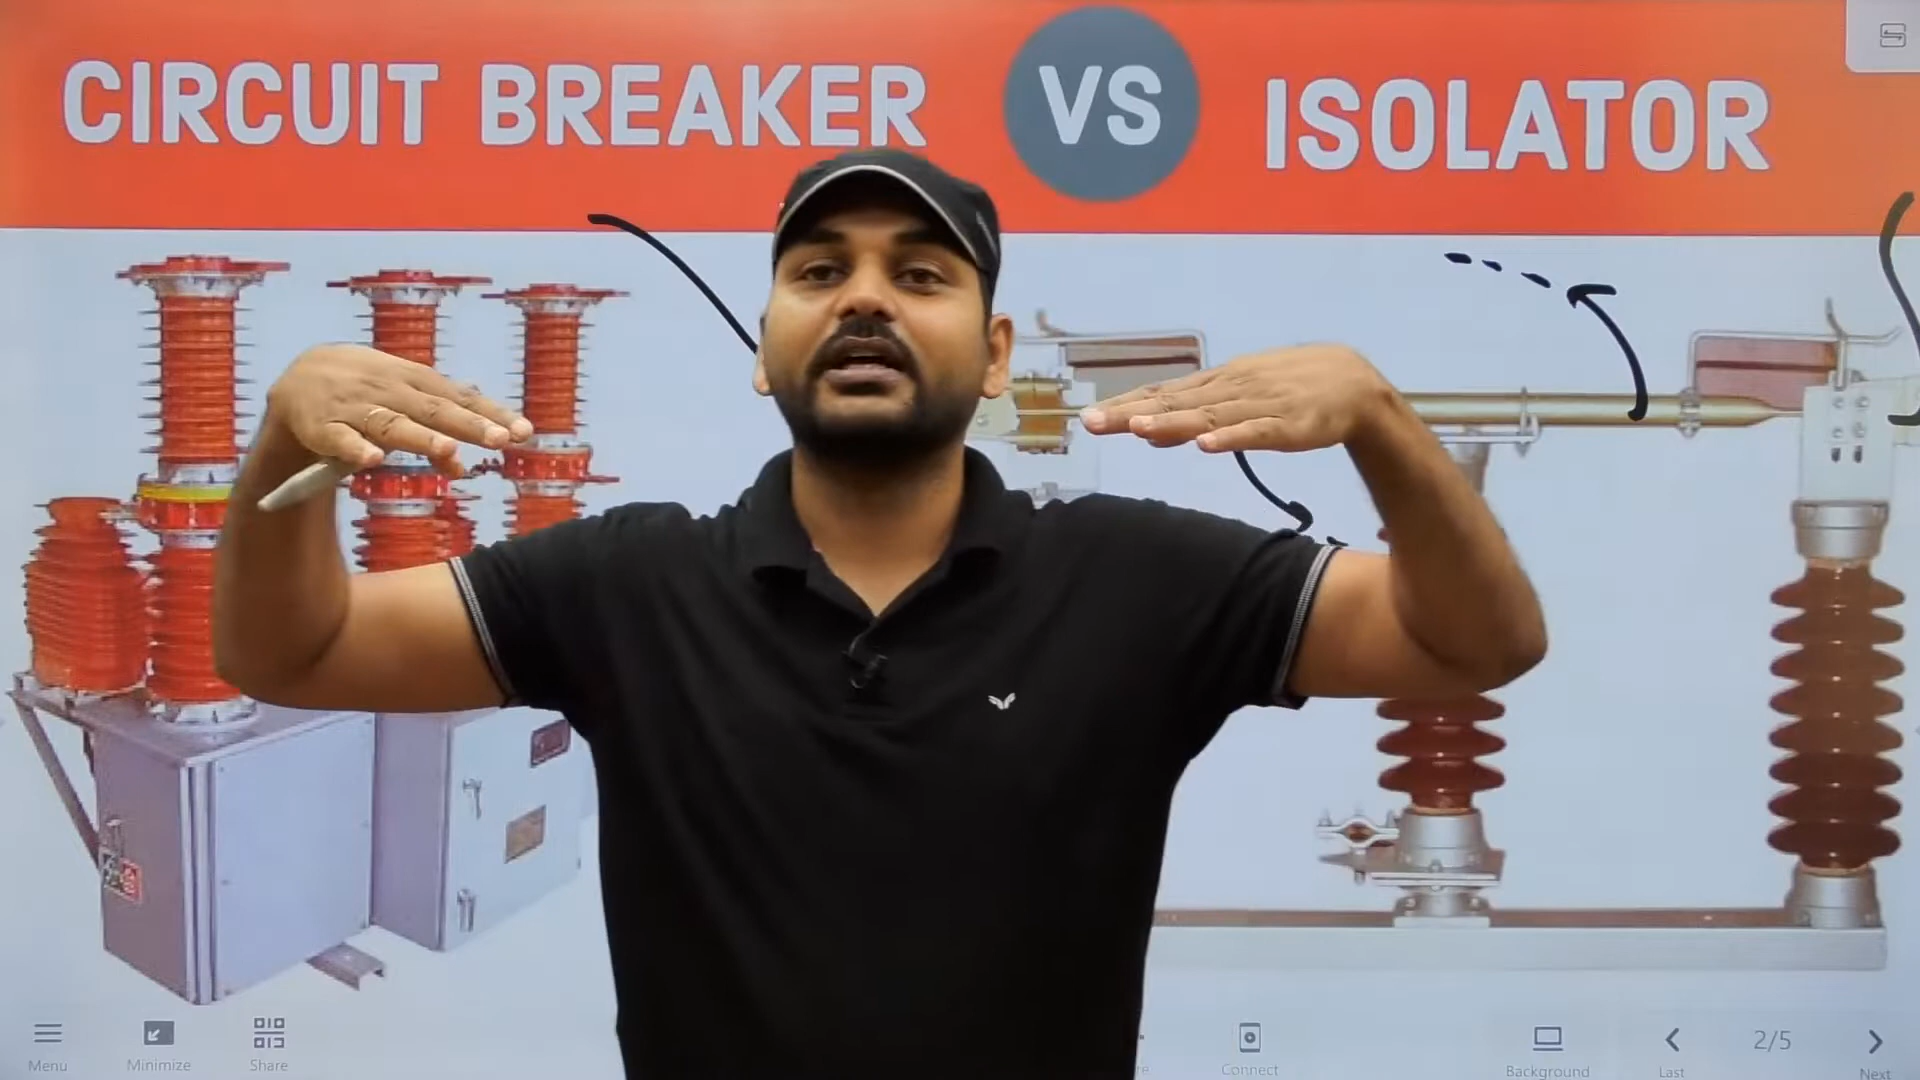 CIRCUIT BREAKER VS ISOLATOR
Menu
Minimize
Share
Connect
Background
Last
2/5
Next